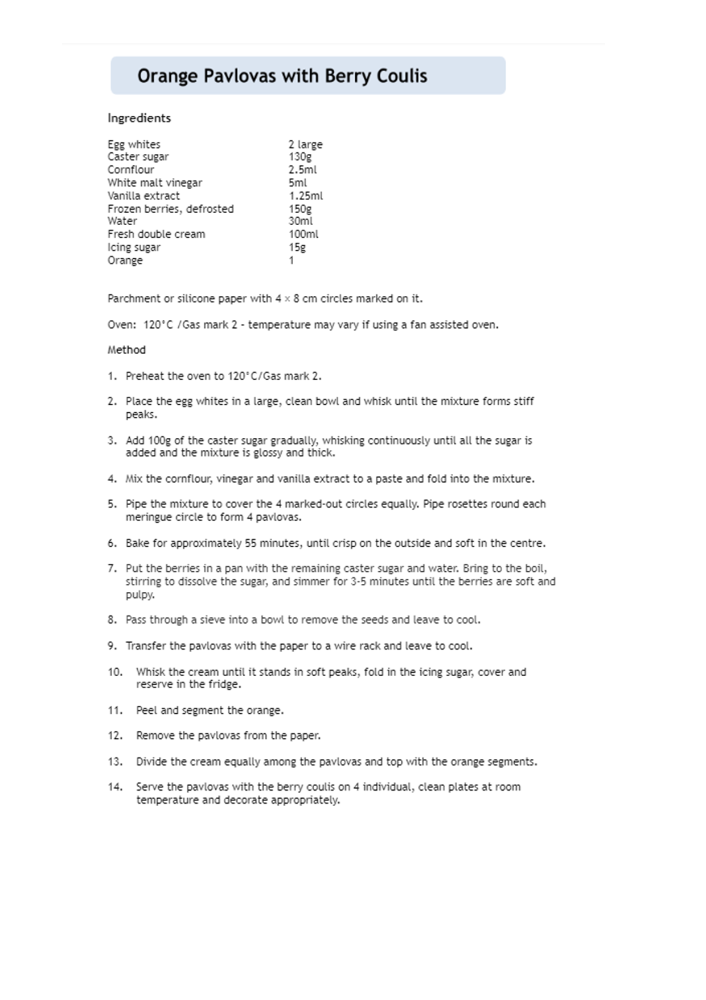 Orange Pavlovas with Berry Coulis
Ingredients
Egg whites 2 large
Caster sugar 130g
Cornflour 2.5ml
White malt vinegar 5ml
Vanilla extract 1.25ml
Frozen berries, defrosted 150g
Water 30ml
Fresh double cream 100ml
Icing sugar 15g
Orange 1
Parchment or silicone paper with 4 × 8 cm circles marked on it.
Oven: 120°C /Gas mark 2 - temperature may vary if using a fan assisted oven.
Method
1. Preheat the oven to 120°C/Gas mark 2.
2. Place the egg whites in a large, clean bowl and whisk until the mixture forms stiff
peaks.
3. Add 100g of the caster sugar gradually, whisking continuously until all the sugar is
added and the mixture is glossy and thick.
4. Mix the cornflour, vinegar and vanilla extract to a paste and fold into the mixture.
5. Pipe the mixture to cover the 4 marked-out circles equally. Pipe rosettes round each
meringue circle to form 4 pavlovas.
6. Bake for approximately 55 minutes, until crisp on the outside and soft in the centre.
7. Put the berries in a pan with the remaining caster sugar and water. Bring to the boil,
stirring to dissolve the sugar, and simmer for 3-5 minutes until the berries are soft and
pulpy.
8. Pass through a sieve into a bowl to remove the seeds and leave to cool.
9. Transfer the pavlovas with the paper to a wire rack and leave to cool.
10. Whisk the cream until it stands in soft peaks, fold in the icing sugar, cover and
reserve in the fridge.
11. Peel and segment the orange.
12. Remove the pavlovas from the paper.
13. Divide the cream equally among the pavlovas and top with the orange segments.
14. Serve the pavlovas with the berry coulis on 4 individual, clean plates at room
temperature and decorate appropriately.